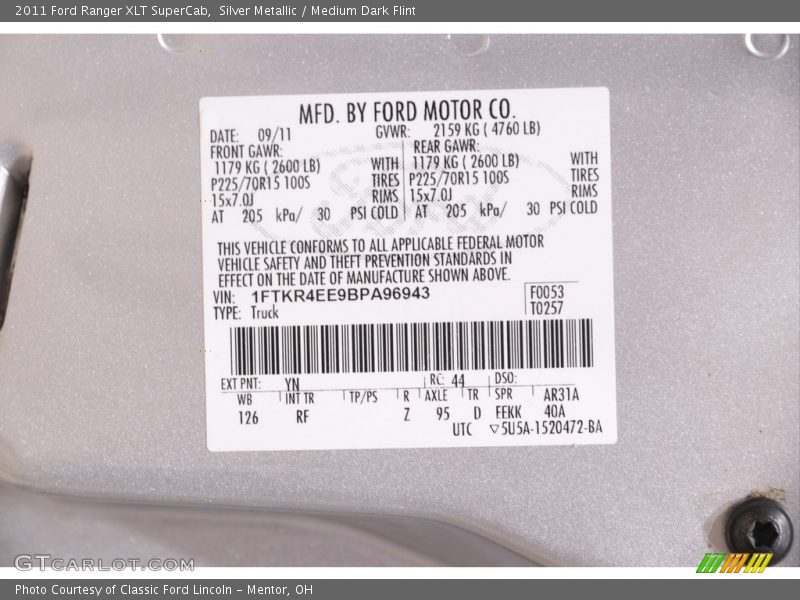 2011 Ford Ranger XLT SuperCab,  Silver Metallic / Medium Dark Flint
MFD. BY FORD MOTOR CO.
DATE: 09/11 GVWR: 2159 KG ( 4760 LB)
FRONT GAWR: REAR GAWR:
1179 KG ( 2600 LB) WITH 1179 KG ( 2600 LB) WITH
P225/70R15 100S TIRES P225/70R15 100S TIRES
15x7.0J RIMS 15x7.0J RIMS
AT 205 kPa/ 30 PSI COLD AT 205 kPa/ 30 PSI COLD
THIS VEHICLE CONFORMS TO ALL APPLICABLE FEDERAL MOTOR
VEHICLE SAFETY AND THEFT PREVENTION STANDARDS IN
EFFECT ON THE DATE OF MANUFACTURE SHOWN ABOVE.
VIN: 1FTKR4EE9BPA96943 F0053
TYPE: Truck T0257
EXT PNT: YN RC: 44 DSO:
WB INT TR TP/PS R AXLE TR SPR AR31A
126 RF Z 95 D EEKK 40A
UTC ▽5U5A-1520472-BA
GTCARLOT.COM
Photo Courtesy of Classic Ford Lincoln - Mentor, OH